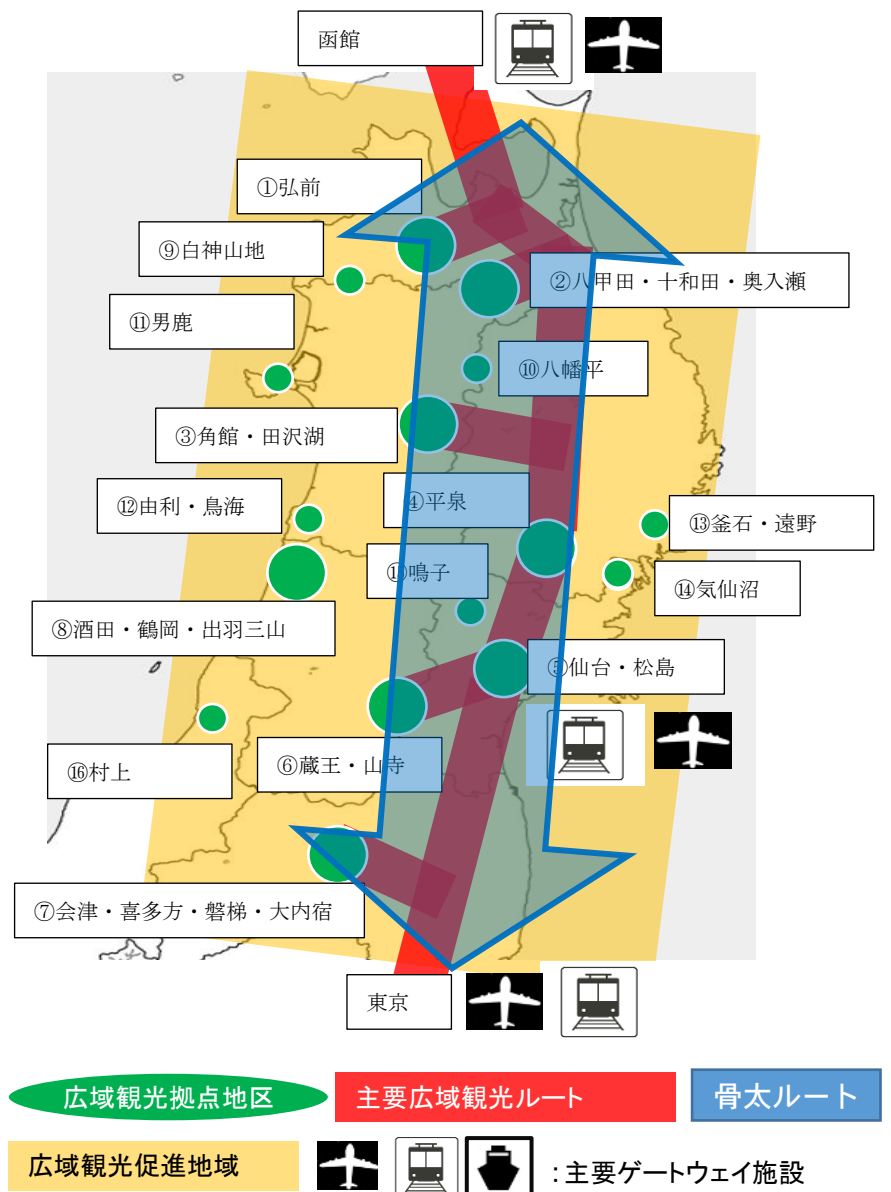 函館
①弘前
⑨白神山地
②八甲田・十和田・奥入瀬
⑪男鹿
⑩八幡平
③角館・田沢湖
④平泉
⑫由利・鳥海
⑬釜石・遠野
鳴子
⑭気仙沼
⑧酒田・鶴岡・出羽三山
⑤仙台・松島
⑥蔵王・山寺
⑯村上
⑦会津・喜多方・磐梯・大内宿
東京
広域観光拠点地区
主要広域観光ルート
骨太ルート
広域観光促進地域
:主要ゲートウェイ施設